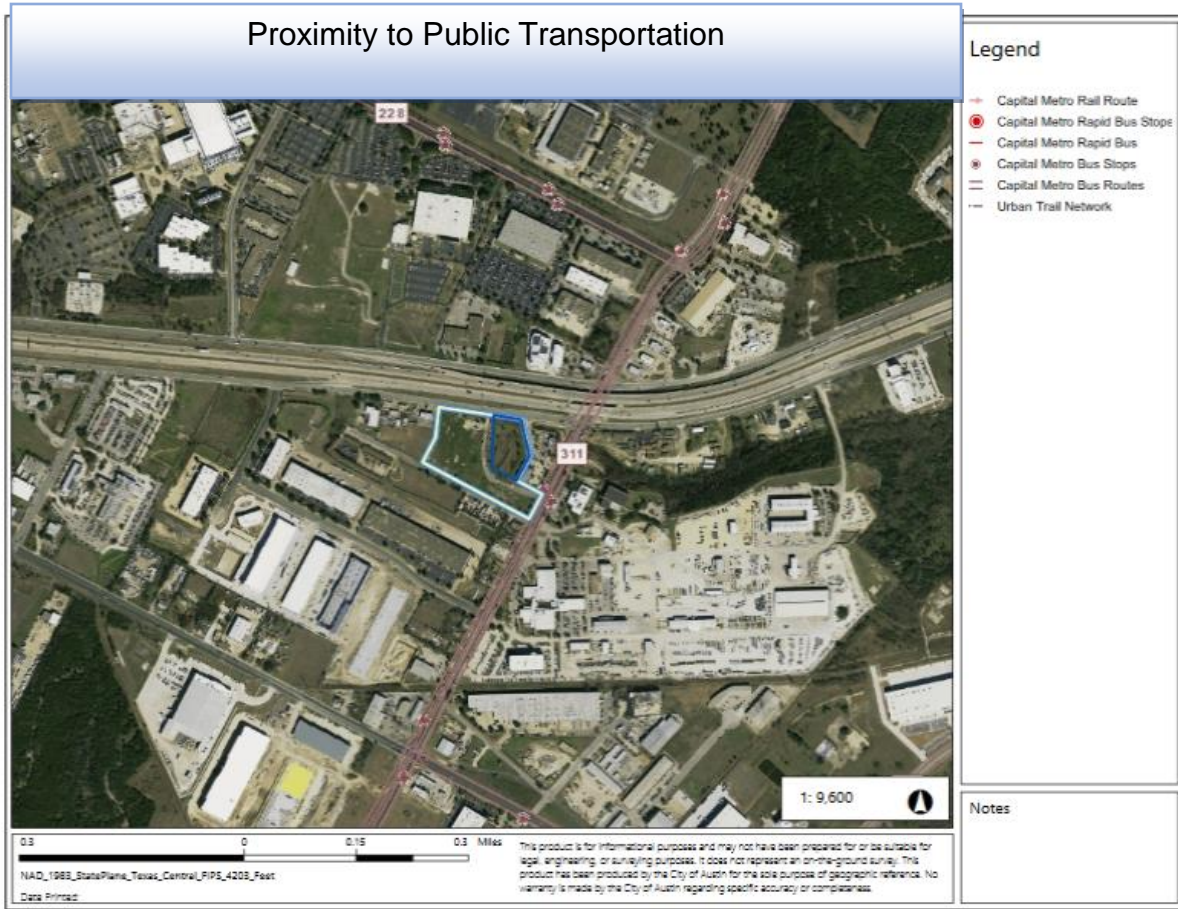 Proximity to Public Transportation
Legend
Capital Metro Rail Route
Capital Metro Rapid Bus Stops
Capital Metro Rapid Bus
Capital Metro Bus Stops
Capital Metro Bus Routes
Urban Trail Network
228
311
1: 9,600
Notes
0.3 0 0.15 0.3 Miles
NAD_1983_StatePlane_Texas_Central_FIPS_4203_Feet
Date Printed:
This product is for informational purposes and may not have been prepared for or be suitable for
legal, engineering, or surveying purposes. It does not represent an on-the-ground survey. This
product has been produced by the City of Austin for the sole purpose of geographic reference. No
warranty is made by the City of Austin regarding specific accuracy or completeness.